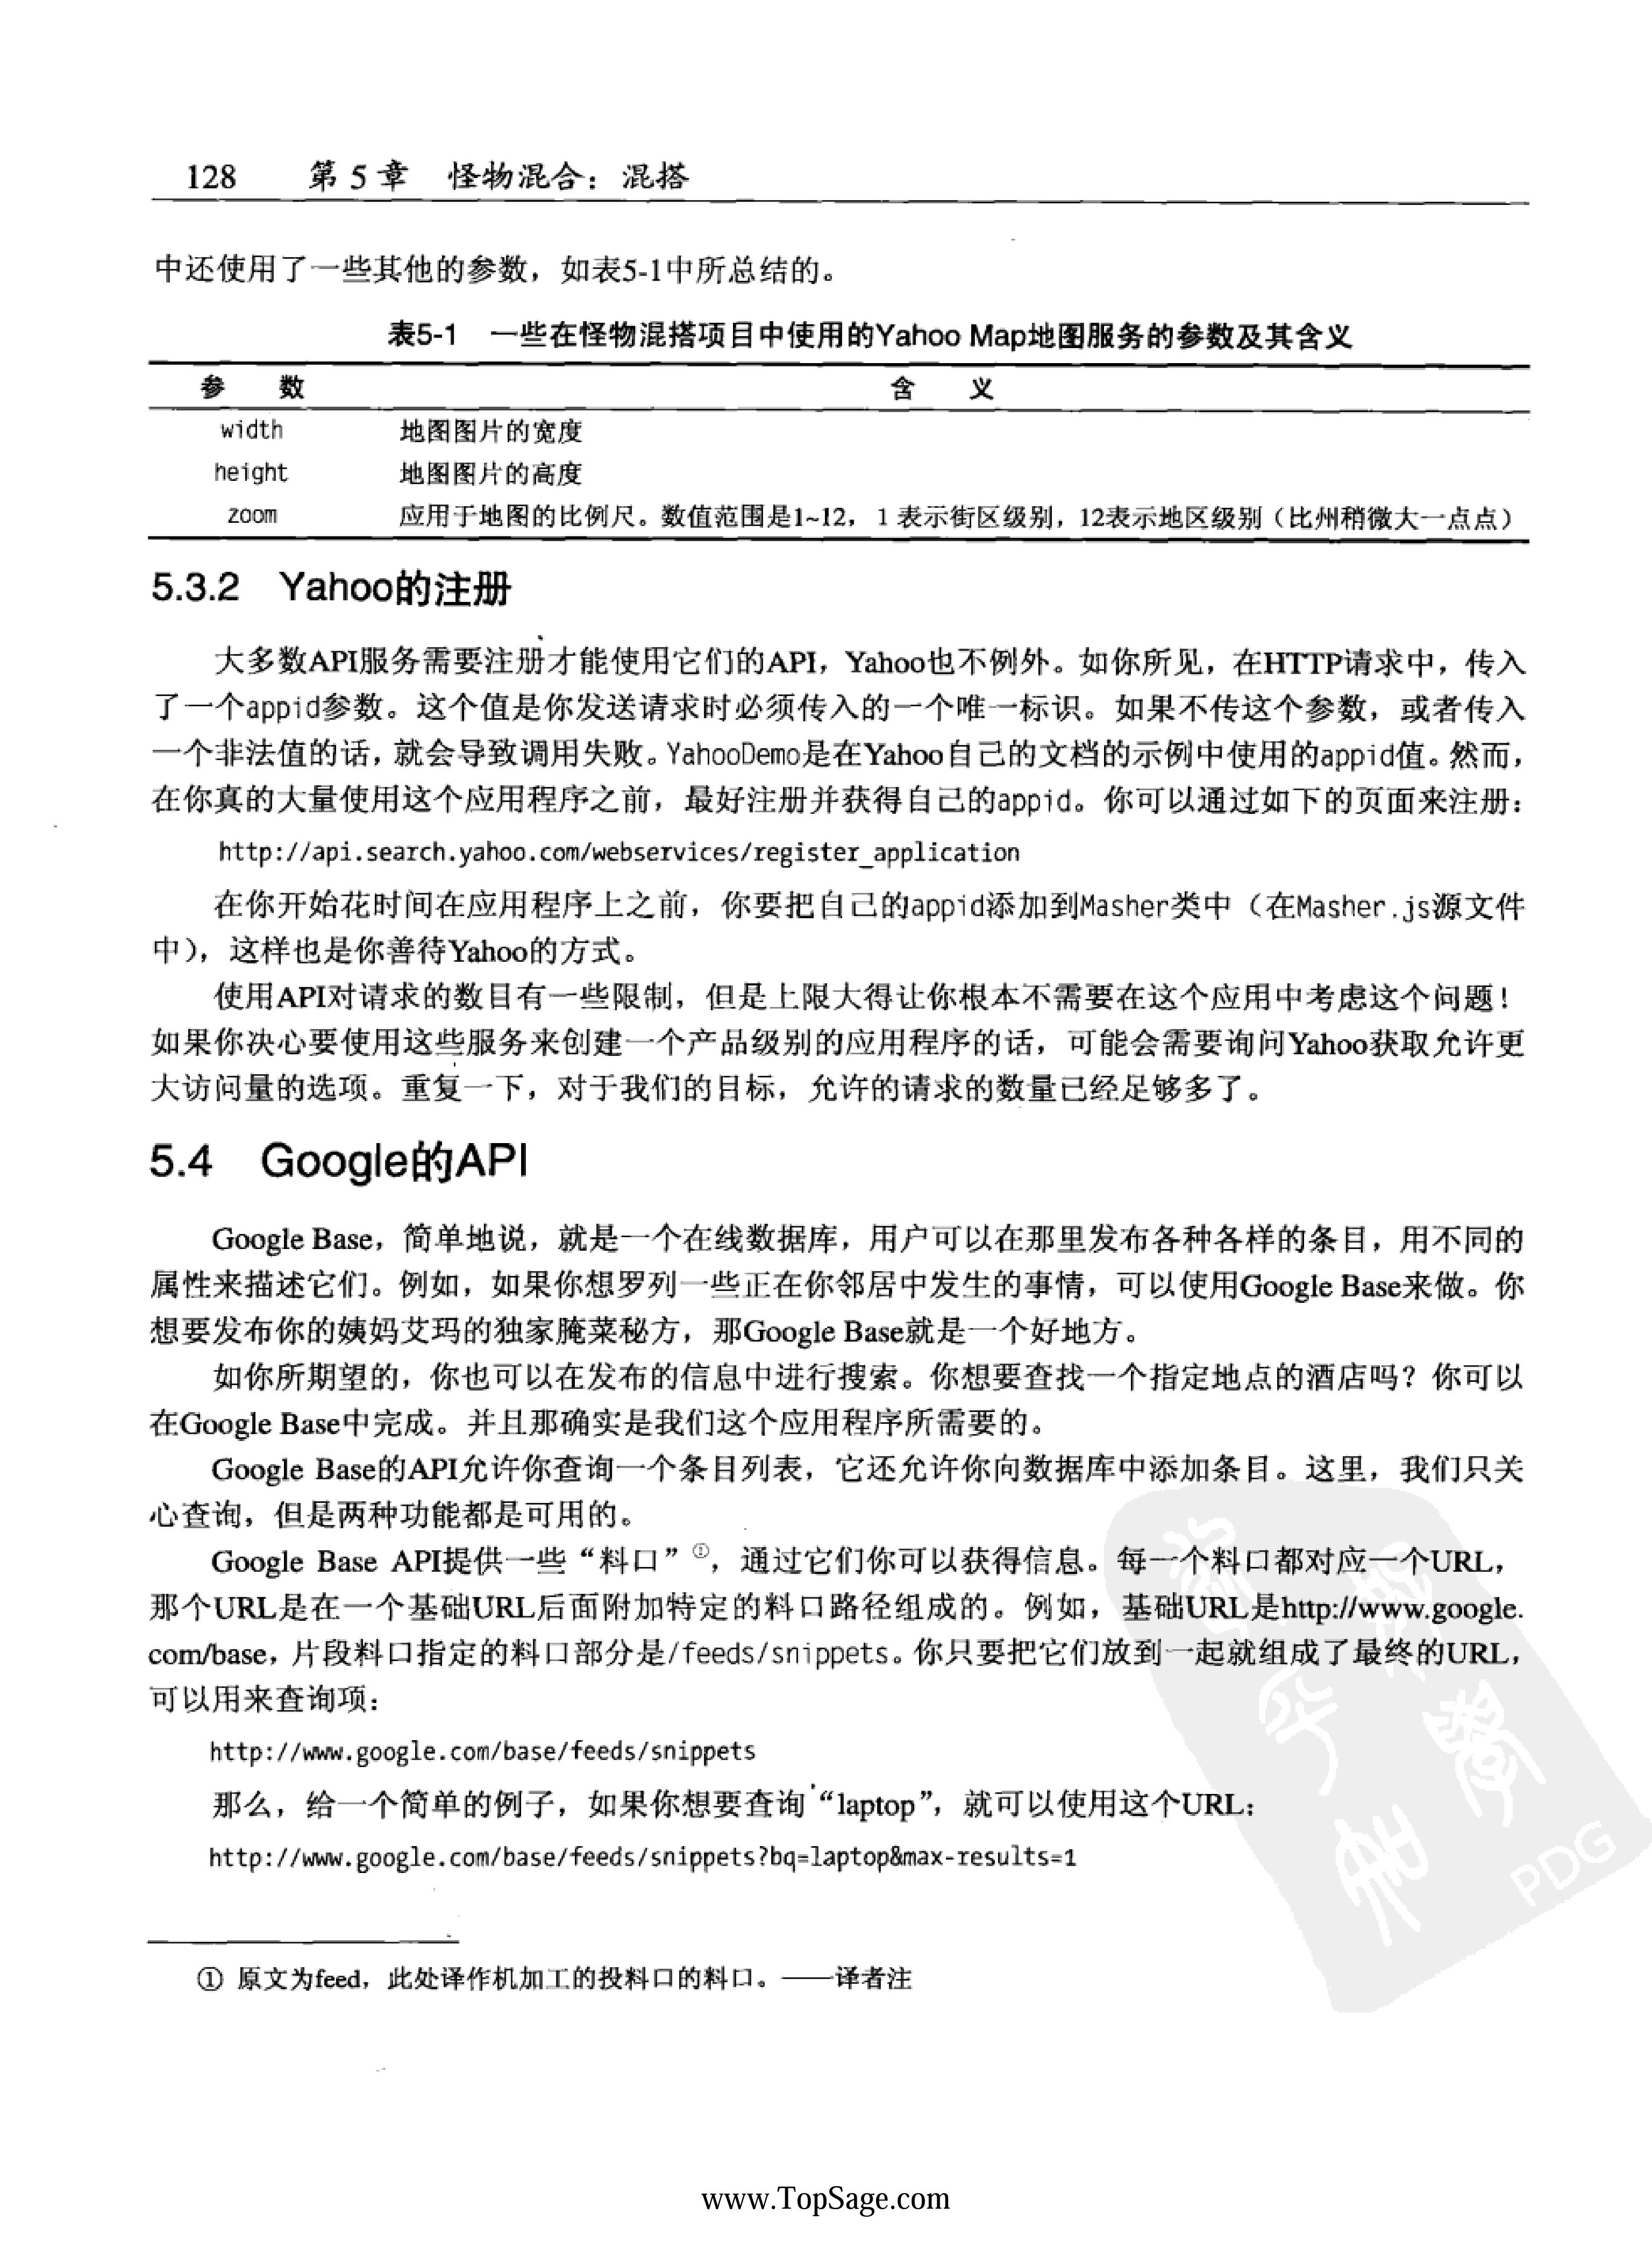 128 第5章 怪物混合：混搭
中还使用了一些其他的参数，如表5-1中所总结的。
表5-1 一些在怪物混搭项目中使用的Yahoo Map地图服务的参数及其含义
参 数 含 义
width 地图图片的宽度
height 地图图片的高度
zoom 应用于地图的比例尺。数值范围是1~12，1表示街区级别，12表示地区级别（比州稍微大一点点）
5.3.2 Yahoo的注册
大多数API服务需要注册才能使用它们的API，Yahoo也不例外。如你所见，在HTTP请求中，传入
了一个appid参数。这个值是你发送请求时必须传入的一个唯一标识。如果不传这个参数，或者传入
一个非法值的话，就会导致调用失败。YahooDemo是在Yahoo自己的文档的示例中使用的appid值。然而，
在你真的大量使用这个应用程序之前，最好注册并获得自己的appid。你可以通过如下的页面来注册：
http://api.search.yahoo.com/webservices/register_application
在你开始花时间在应用程序上之前，你要把自己的appid添加到Masher类中（在Masher.js源文件
中），这样也是你善待Yahoo的方式。
使用API对请求的数目有一些限制，但是上限大得让你根本不需要在这个应用中考虑这个问题！
如果你决心要使用这些服务来创建一个产品级别的应用程序的话，可能会需要询问Yahoo获取允许更
大访问量的选项。重复一下，对于我们的目标，允许的请求的数量已经足够多了。
5.4 Google的API
Google Base，简单地说，就是一个在线数据库，用户可以在那里发布各种各样的条目，用不同的
属性来描述它们。例如，如果你想罗列一些正在你邻居中发生的事情，可以使用Google Base来做。你
想要发布你的姨妈艾玛的独家腌菜秘方，那Google Base就是一个好地方。
如你所期望的，你也可以在发布的信息中进行搜索。你想要查找一个指定地点的酒店吗？你可以
在Google Base中完成。并且那确实是我们这个应用程序所需要的。
Google Base的API允许你查询一个条目列表，它还允许你向数据库中添加条目。这里，我们只关
心查询，但是两种功能都是可用的。
Google Base API提供一些“料口”①，通过它们你可以获得信息。每一个料口都对应一个URL，
那个URL是在一个基础URL后面附加特定的料口路径组成的。例如，基础URL是http://www.google.
com/base，片段料口指定的料口部分是/feeds/snippets。你只要把它们放到一起就组成了最终的URL，
可以用来查询项：
http://www.google.com/base/feeds/snippets
那么，给一个简单的例子，如果你想要查询“laptop”，就可以使用这个URL：
http://www.google.com/base/feeds/snippets?bq=laptop&max-results=1
① 原文为feed，此处译作机加工的投料口的料口。——译者注
PDG
www.TopSage.com